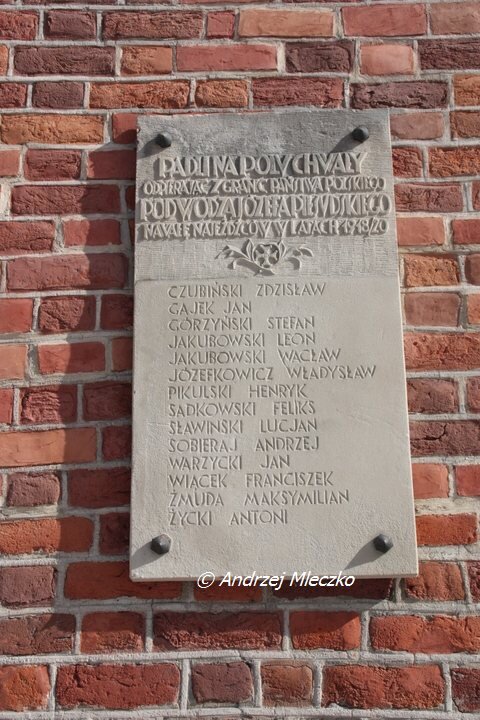 PADLI NA POLU CHWAŁY
ODPIERAJĄC Z GRANIC PAŃSTWA POLSKIEGO
POD WODZĄ JÓZEFA PIŁSUDSKIEGO
NAWAŁĘ NAJEŹDŹCÓW W LATACH 1918/20
CZUBIŃSKI ZDZISŁAW
GAJEK JAN
GÓRZYŃSKI STEFAN
JAKUBOWSKI LEON
JAKUBOWSKI WACŁAW
JÓZEFKOWICZ WŁADYSŁAW
PIKULSKI HENRYK
SADKOWSKI FELIKS
SŁAWIŃSKI LUCJAN
SOBIERAJ ANDRZEJ
WARZYCKI JAN
WIĄCEK FRANCISZEK
ŻMUDA MAKSYMILIAN
ŻYCKI ANTONI
© Andrzej Mleczko